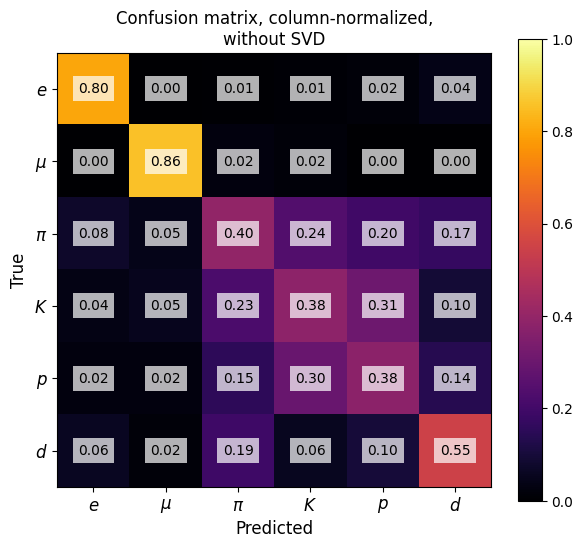 Confusion matrix, column-normalized,
without SVD
1.0
e 0.80 0.00 0.01 0.01 0.02 0.04
μ 0.00 0.86 0.02 0.02 0.00 0.00
0.8
π 0.08 0.05 0.40 0.24 0.20 0.17
0.6
True
K 0.04 0.05 0.23 0.38 0.31 0.10
0.4
p 0.02 0.02 0.15 0.30 0.38 0.14
0.2
d 0.06 0.02 0.19 0.06 0.10 0.55
0.0
e μ π K p d
Predicted